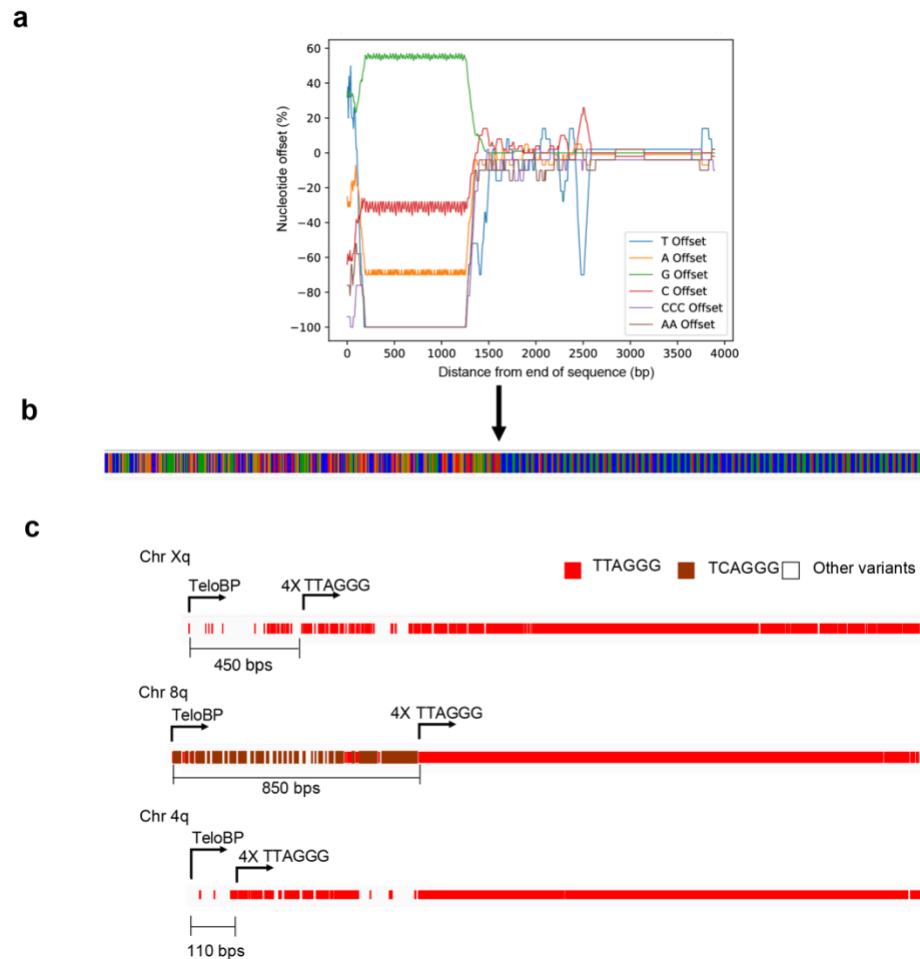 a
Nucleotide offset (%)
60
40
20
0
−20
−40
−60
−80
−100
T Offset
A Offset
G Offset
C Offset
CCC Offset
AA Offset
0 500 1000 1500 2000 2500 3000 3500 4000
Distance from end of sequence (bp)
b
c
Chr Xq
TTAGGG TCAGGG Other variants
TeloBP 4X TTAGGG
450 bps
Chr 8q
TeloBP 4X TTAGGG
850 bps
Chr 4q
TeloBP
4X TTAGGG
110 bps